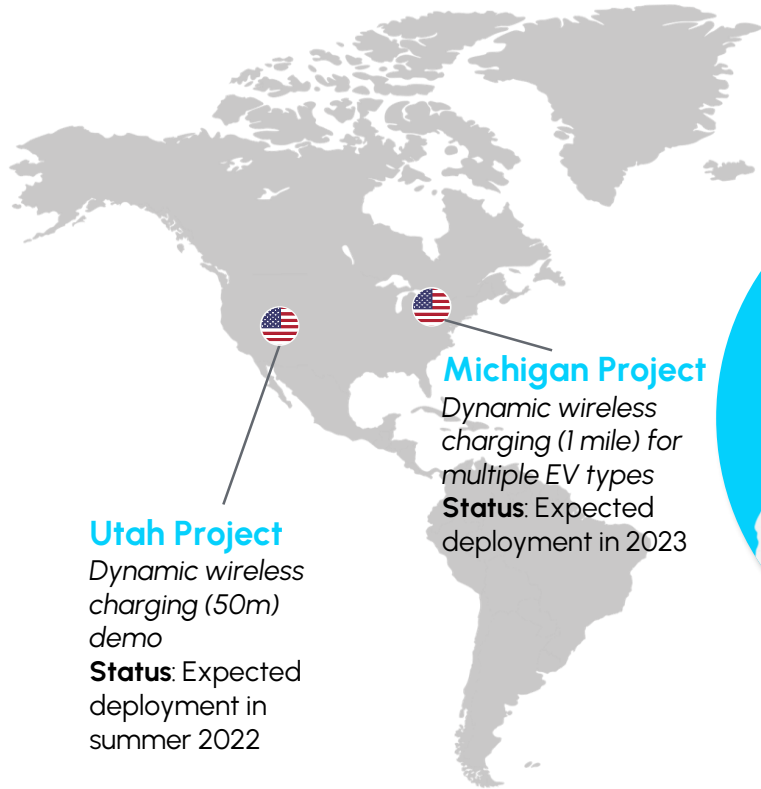 Michigan Project
Dynamic wireless
charging (1 mile) for
multiple EV types
Status: Expected
deployment in 2023
Utah Project
Dynamic wireless
charging (50m)
demo
Status: Expected
deployment in
summer 2022